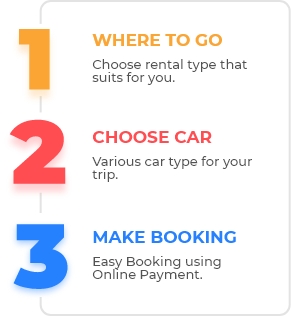 1
WHERE TO GO
Choose rental type that
suits for you.
2
CHOOSE CAR
Various car type for your
trip.
3
MAKE BOOKING
Easy Booking using
Online Payment.